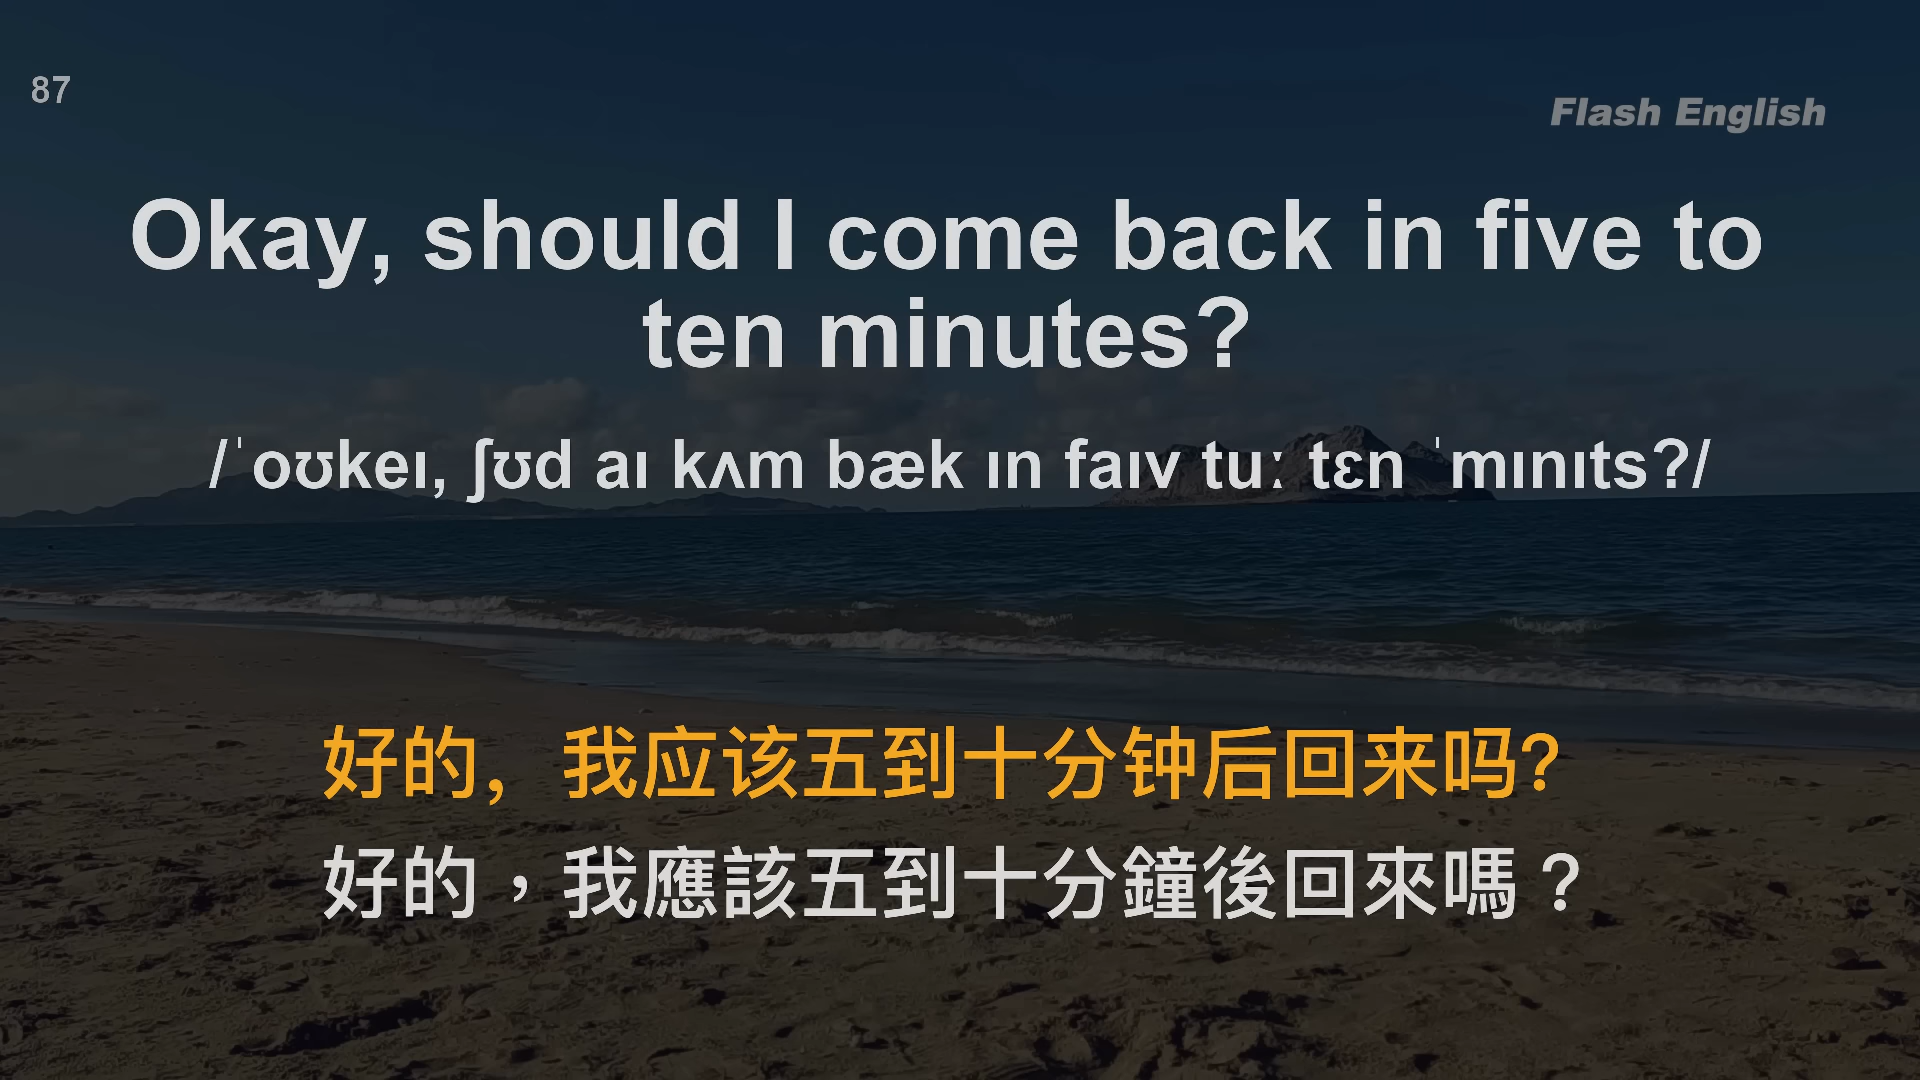 87
Flash English
Okay, should I come back in five to
ten minutes?
/ˈoʊkeɪ, ʃʊd aɪ kʌm bæk ɪn faɪv tuː tɛn ˈmɪnɪts?/
好的，我应该五到十分钟后回来吗？
好的，我應該五到十分鐘後回來嗎？